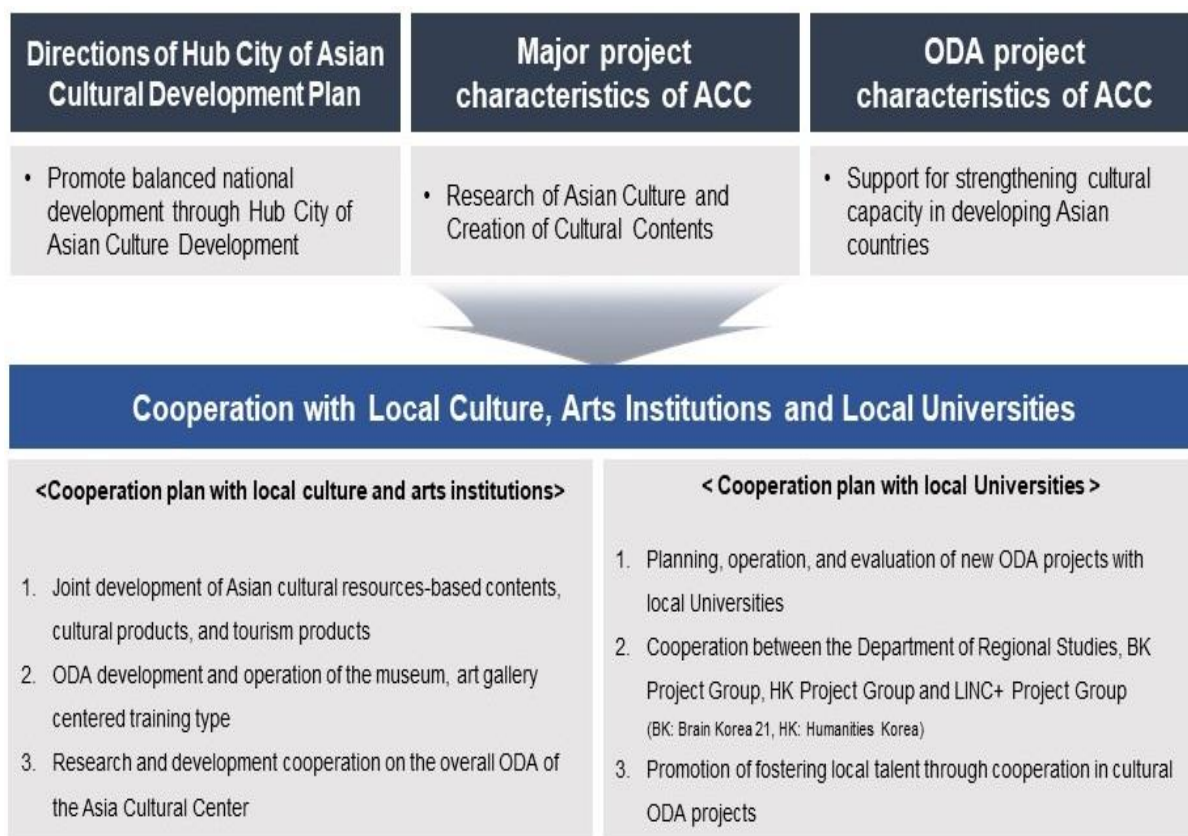 Directions of Hub City of Asian
Cultural Development Plan
• Promote balanced national
development through Hub City of
Asian Culture Development
Major project
characteristics of ACC
• Research of Asian Culture and
Creation of Cultural Contents
ODA project
characteristics of ACC
• Support for strengthening cultural
capacity in developing Asian
countries
Cooperation with Local Culture, Arts Institutions and Local Universities
<Cooperation plan with local culture and arts institutions>
1. Joint development of Asian cultural resources-based contents,
cultural products, and tourism products
2. ODA development and operation of the museum, art gallery
centered training type
3. Research and development cooperation on the overall ODA of
the Asia Cultural Center
< Cooperation plan with local Universities >
1. Planning, operation, and evaluation of new ODA projects with
local Universities
2. Cooperation between the Department of Regional Studies, BK
Project Group, HK Project Group and LINC+ Project Group
(BK: Brain Korea 21, HK: Humanities Korea)
3. Promotion of fostering local talent through cooperation in cultural
ODA projects